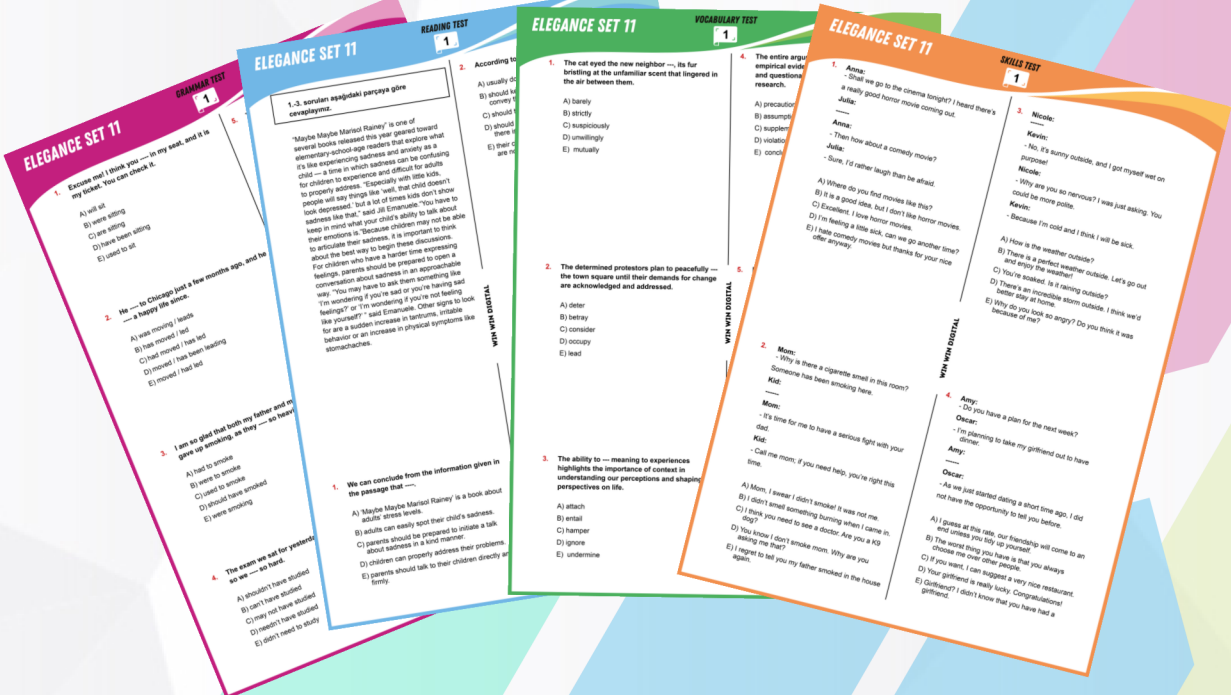 ELEGANCE SET 11
GRAMMAR TEST
1
1. Excuse me! I think you ---- in my seat, and it is
my ticket. You can check it.
A) will sit
B) were sitting
C) are sitting
D) have been sitting
E) used to sit
2. He ---- to Chicago just a few months ago, and he
---- a happy life since.
A) was moving / leads
B) has moved / led
C) had moved / has led
D) moved / has been leading
E) moved / had led
3. I am so glad that both my father and
gave up smoking, as they ---- so
A) had to smoke
B) were to smoke
C) used to smoke
D) should have smoked
E) were smoking
4. The exam we sat for
so we ---- so hard.
A) shouldn't have studied
B) can't have studied
C) may not have studied
D) needn't have studied
E) didn't need to study
5.
ELEGANCE SET 11
READING TEST
1
1.-3. soruları aşağıdaki parçaya göre
cevaplayınız.
"Maybe Maybe Marisol Rainey" is one of
several books released this year geared toward
elementary-school-age readers that explore what
it's like experiencing sadness and anxiety as a
child — a time in which sadness can be confusing
for children to experience and difficult for adults
to properly address. "Especially with little kids,
people will say things like 'well, that child doesn't
look depressed,' but a lot of times kids don't show
sadness like that," said Jill Emanuele. "You have to
keep in mind what your child's ability to talk about
their emotions is."Because children may not be able
to articulate their sadness, it is important to think
about the best way to begin these discussions.
For children who have a harder time expressing
feelings, parents should be prepared to open a
conversation about sadness in an approachable
way. "You may have to ask them something like
'I'm wondering if you're sad or you're having sad
feelings?' or 'I'm wondering if you're not feeling
like yourself?' " said Emanuele. Other signs to look
for are a sudden increase in tantrums, irritable
behavior or an increase in physical symptoms like
stomachaches.
1. We can conclude from the information given in
the passage that ----.
A) 'Maybe Maybe Marisol Rainey' is a book about
adults' stress levels.
B) adults can easily spot their child's sadness.
C) parents should be prepared to initiate a talk
about sadness in a kind manner.
D) children can properly address their problems.
E) parents should talk to their children directly
firmly.
WIN WIN DIGITAL
2. According to
A) usually
B) should
convey
C) should
D) should
there
E) their
are
ELEGANCE SET 11
VOCABULARY TEST
1
1. The cat eyed the new neighbor ---, its fur
bristling at the unfamiliar scent that lingered in
the air between them.
A) barely
B) strictly
C) suspiciously
D) unwillingly
E) mutually
2. The determined protestors plan to peacefully ---
the town square until their demands for change
are acknowledged and addressed.
A) deter
B) betray
C) consider
D) occupy
E) lead
3. The ability to --- meaning to experiences
highlights the importance of context in
understanding our perceptions and shaping
perspectives on life.
A) attach
B) entail
C) hamper
D) ignore
E) undermine
WIN WIN DIGITAL
4. The entire
empirical
and
research.
A)
B)
C)
D)
E)
5.
ELEGANCE SET 11
SKILLS TEST
1
1. Anna:
- Shall we go to the cinema tonight? I heard there's
a really good horror movie coming out.
Julia:
----
Anna:
- Then how about a comedy movie?
Julia:
- Sure, I'd rather laugh than be afraid.
A) Where do you find movies like this?
B) It is a good idea, but I don't like horror movies.
C) Excellent. I love horror movies.
D) I'm feeling a little sick, can we go another time?
E) I hate comedy movies but thanks for your nice
offer anyway.
2. Mom:
- Why is there a cigarette smell in this room?
Someone has been smoking here.
Kid:
----
Mom:
- It's time for me to have a serious fight with your
dad.
Kid:
- Call me mom; if you need help, you're right this
time.
A) Mom, I swear I didn't smoke! It was not me.
B) I didn't smell something burning when I came in.
C) I think you need to see a doctor. Are you a K9
dog?
D) You know I don't smoke mom. Why are you
asking me that?
E) I regret to tell you my father smoked in the house
again.
WIN WIN DIGITAL
3. Nicole:
----
Kevin:
- No, it's sunny outside, and I got myself wet on
purpose!
Nicole:
- Why are you so nervous? I was just asking. You
could be more polite.
Kevin:
- Because I'm cold and I think I will be sick.
A) How is the weather outside?
B) There is a perfect weather outside. Let's go out
and enjoy the weather!
C) You're soaked. Is it raining outside?
D) There's an incredible storm outside. I think we'd
better stay at home.
E) Why do you look so angry? Do you think it was
because of me?
4. Amy:
- Do you have a plan for the next week?
Oscar:
- I'm planning to take my girlfriend out to have
dinner.
Amy:
----
Oscar:
- As we just started dating a short time ago, I did
not have the opportunity to tell you before.
A) I guess at this rate, our friendship will come to an
end unless you tidy up yourself.
B) The worst thing you have is that you always
choose me over other people.
C) If you want, I can suggest a very nice restaurant.
D) Your girlfriend is really lucky. Congratulations!
E) Girlfriend? I didn't know that you have had a
girlfriend.